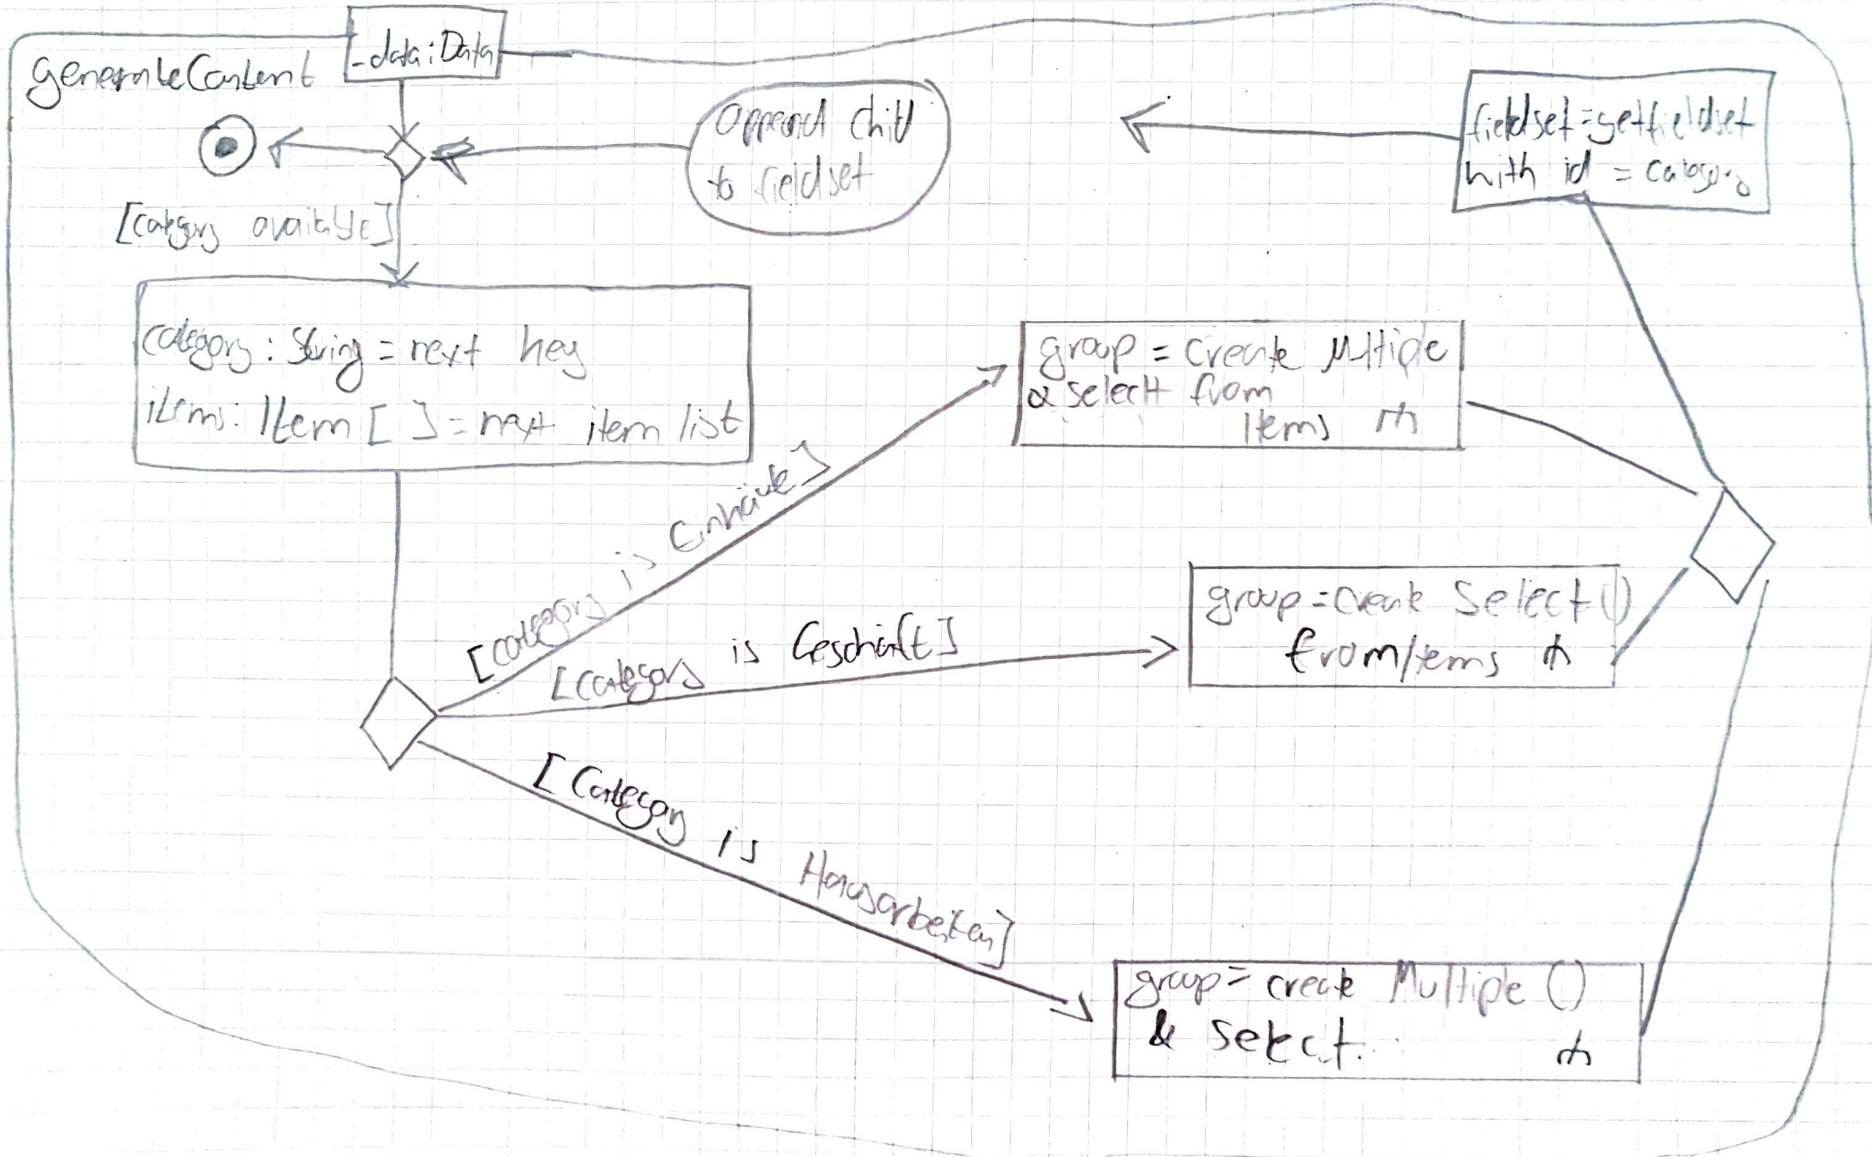 generateContent
_data:Data
append child
to fieldset
fieldset=getfieldset
with id = category
[category available]
category: String = next key
items: Item [ ] = next item list
group = create Multiple
& select from
Items
[category is Einkäufe]
group = create Select ()
from Items
[category is Geschäft]
[Category is Hausarbeiten]
group = create Multiple ()
& select...